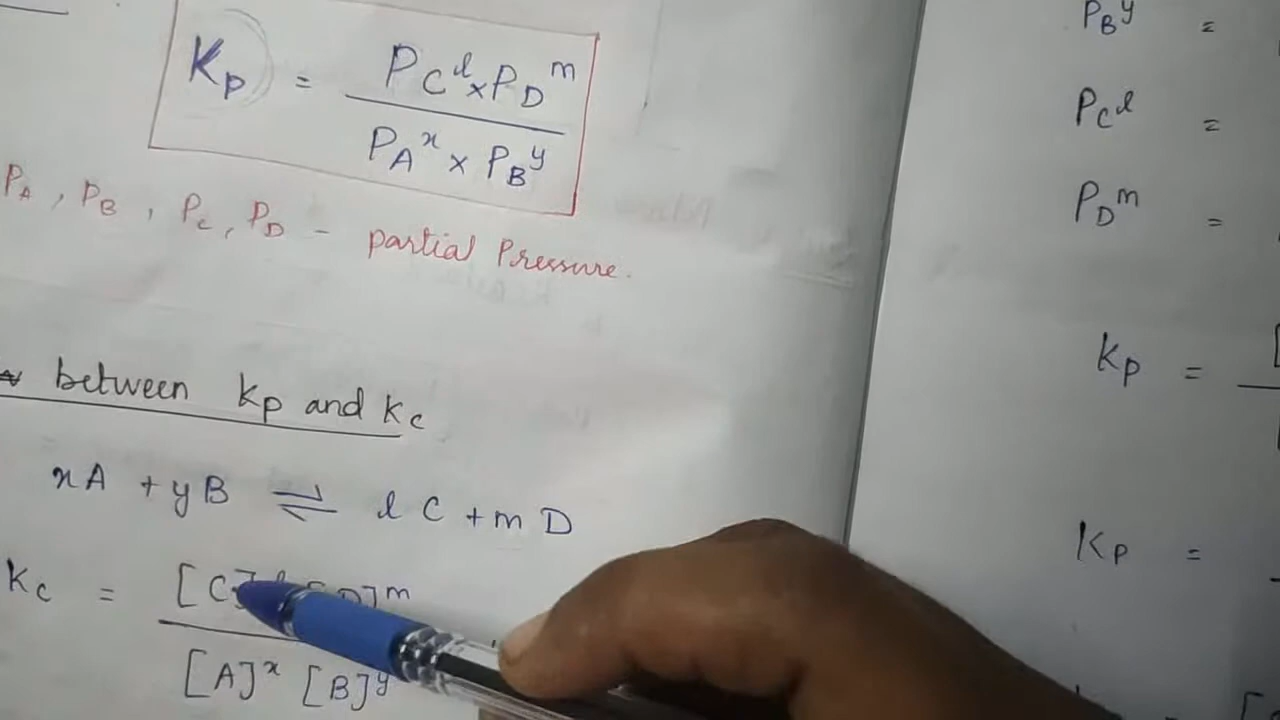 Kp = PC^l × PD^m / PA^x × PB^y
PA, PB, PC, PD - partial Pressure.
between Kp and Kc
xA + yB ⇌ lC + mD
Kc = [C] D]^m / [A]^x [B]^y
PB^y =
PC^l =
PD^m =
Kp =
Kp =